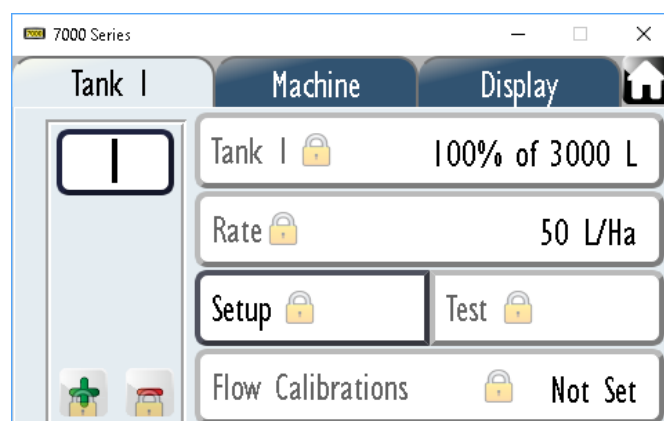 7000 7000 Series
Tank 1 Machine Display
1
Tank 1 100% of 3000 L
Rate 50 L/Ha
Setup Test
Flow Calibrations Not Set